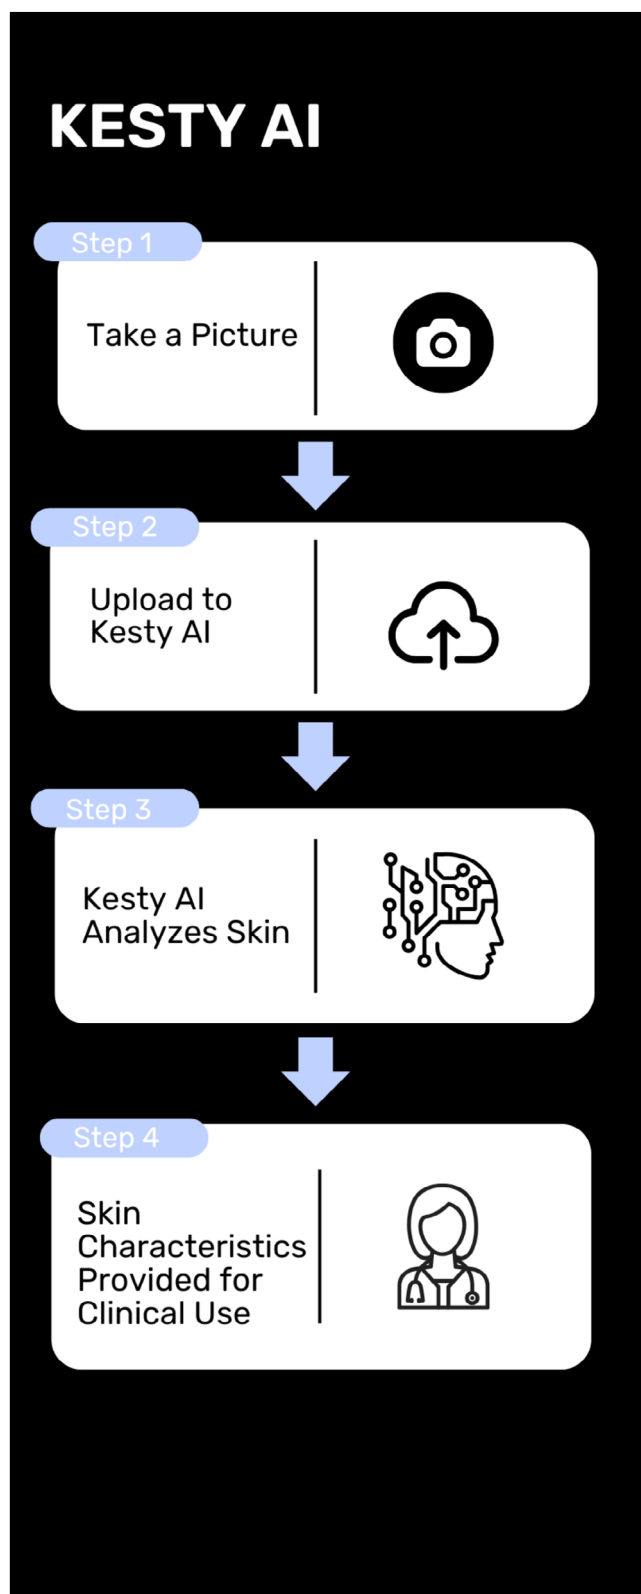 KESTY AI
Step 1
Take a Picture
Step 2
Upload to
Kesty AI
Step 3
Kesty AI
Analyzes Skin
Step 4
Skin
Characteristics
Provided for
Clinical Use